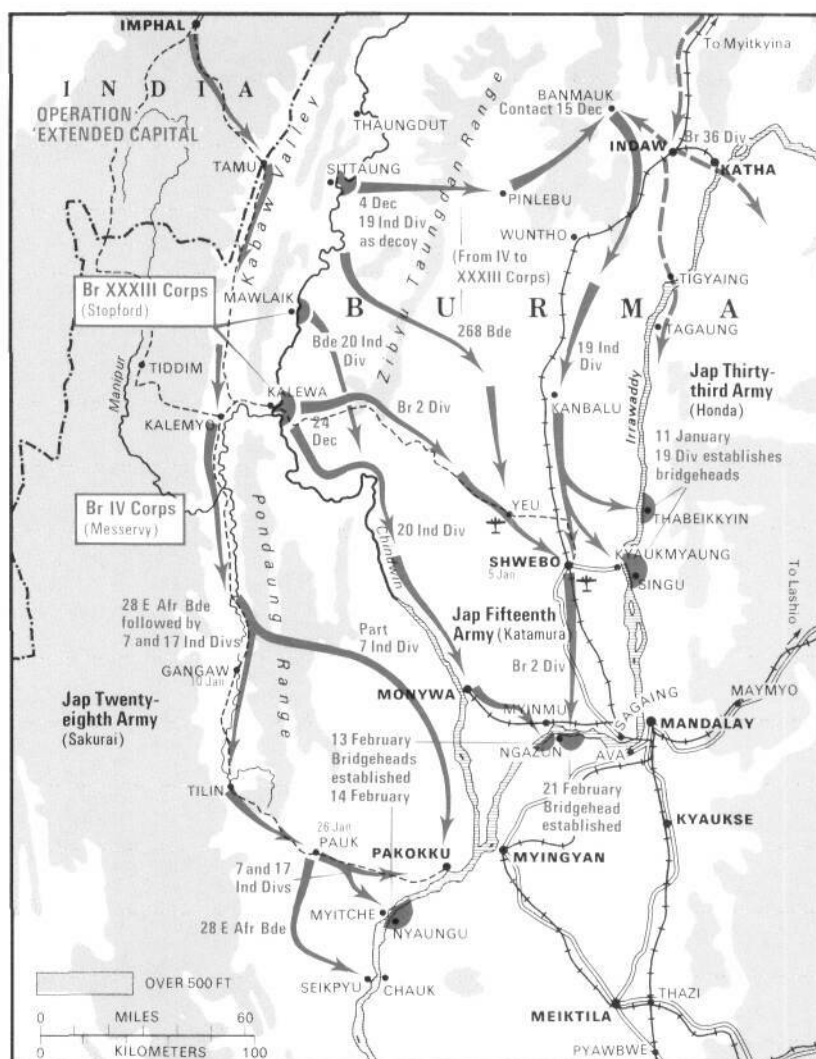 IMPHAL
To Myitkyina
INDIA
OPERATION
'EXTENDED CAPITAL
Kabaw Valley
THAUNGDUT
Zibyu Taungdan Range
BANMAUK
Contact 15 Dec
INDAW
Br 36 Div
KATHA
TAMU
SITTAUNG
4 Dec
19 Ind Div
as decoy
PINLEBU
WUNTHO
(From IV to
XXXIII Corps)
TIGYAING
Br XXXIII Corps
(Stopford)
MAWLAIK
BURMA
TAGAUNG
Bde 20 Ind
Div
268 Bde
19 Ind
Div
Irrawaddy
Jap Thirty-
third Army
(Honda)
Manipur
TIDDIM
KALEWA
KALEMYO
24
Dec
Br 2 Div
KANBALU
11 January
19 Div establishes
bridgeheads
Br IV Corps
(Messervy)
Pondaung Range
Chindwin
20 Ind Div
YEU
THABEIKKYIN
SHWEBO
5 Jan
KYAUKMYAUNG
SINGU
To Lashio
28 E Afr Bde
followed by
7 and 17 Ind Divs
Part
7 Ind Div
Jap Fifteenth
Army (Katamura
Br 2 Div
GANGAW
10 Jan
Jap Twenty-
eighth Army
(Sakurai)
MONYWA
MYINMU
SAGAING
MAYMYO
MANDALAY
NGAZUN
AVA
13 February
Bridgeheads
established
14 February
21 February
Bridgehead
established
TILIN
26 Jan
PAUK
PAKOKKU
MYINGYAN
KYAUKSE
7 and 17
Ind Divs
MYITCHE
NYAUNGU
28 E Afr Bde
SEIKPYU
CHAUK
OVER 500 FT
MEIKTILA
THAZI
PYAWBWE
0 MILES 60
0 KILOMETERS 100